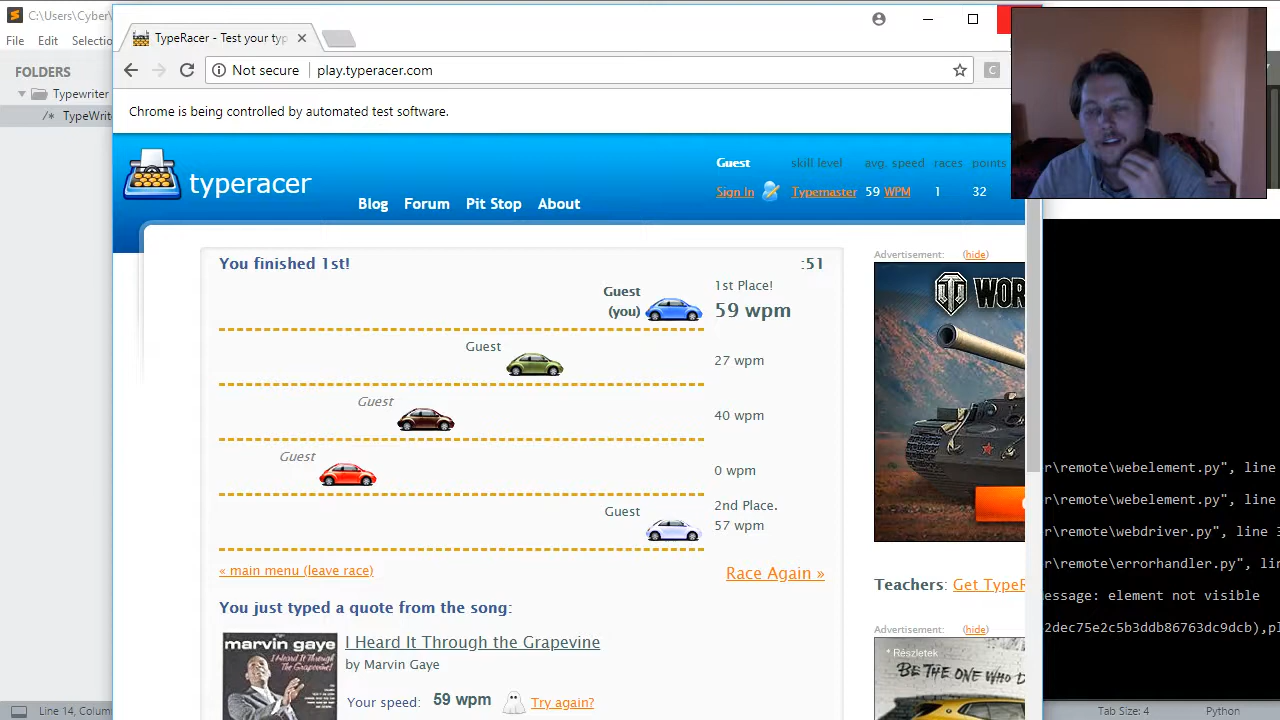 C:\Users\Cyber\
File Edit Selectio
FOLDERS
Typewriter
/* TypeWrit
TypeRacer - Test your typ
Not secure play.typeracer.com
C
Chrome is being controlled by automated test software.
typeracer
Blog Forum Pit Stop About
Guest skill level avg. speed races points
Sign In Typemaster 59 WPM 1 32
You finished 1st! :51
Guest
(you)
1st Place!
59 wpm
Guest
27 wpm
Guest
40 wpm
Guest
0 wpm
Guest
2nd Place.
57 wpm
« main menu (leave race) Race Again »
You just typed a quote from the song:
marvin gaye
I Heard It Through the Grapevine
I Heard It Through the Grapevine
by Marvin Gaye
Your speed: 59 wpm Try again?
Advertisement: (hide)
WOR
Teachers: Get TypeR
Advertisement: (hide)
* Részletek
BE THE ONE WHO D
r\remote\webelement.py", line
r\remote\webelement.py", line
r\remote\webdriver.py", line 3
r\remote\errorhandler.py", lin
essage: element not visible
2dec75e2c5b3ddb86763dc9dcb),pl
Line 14, Colum
Tab Size: 4 Python